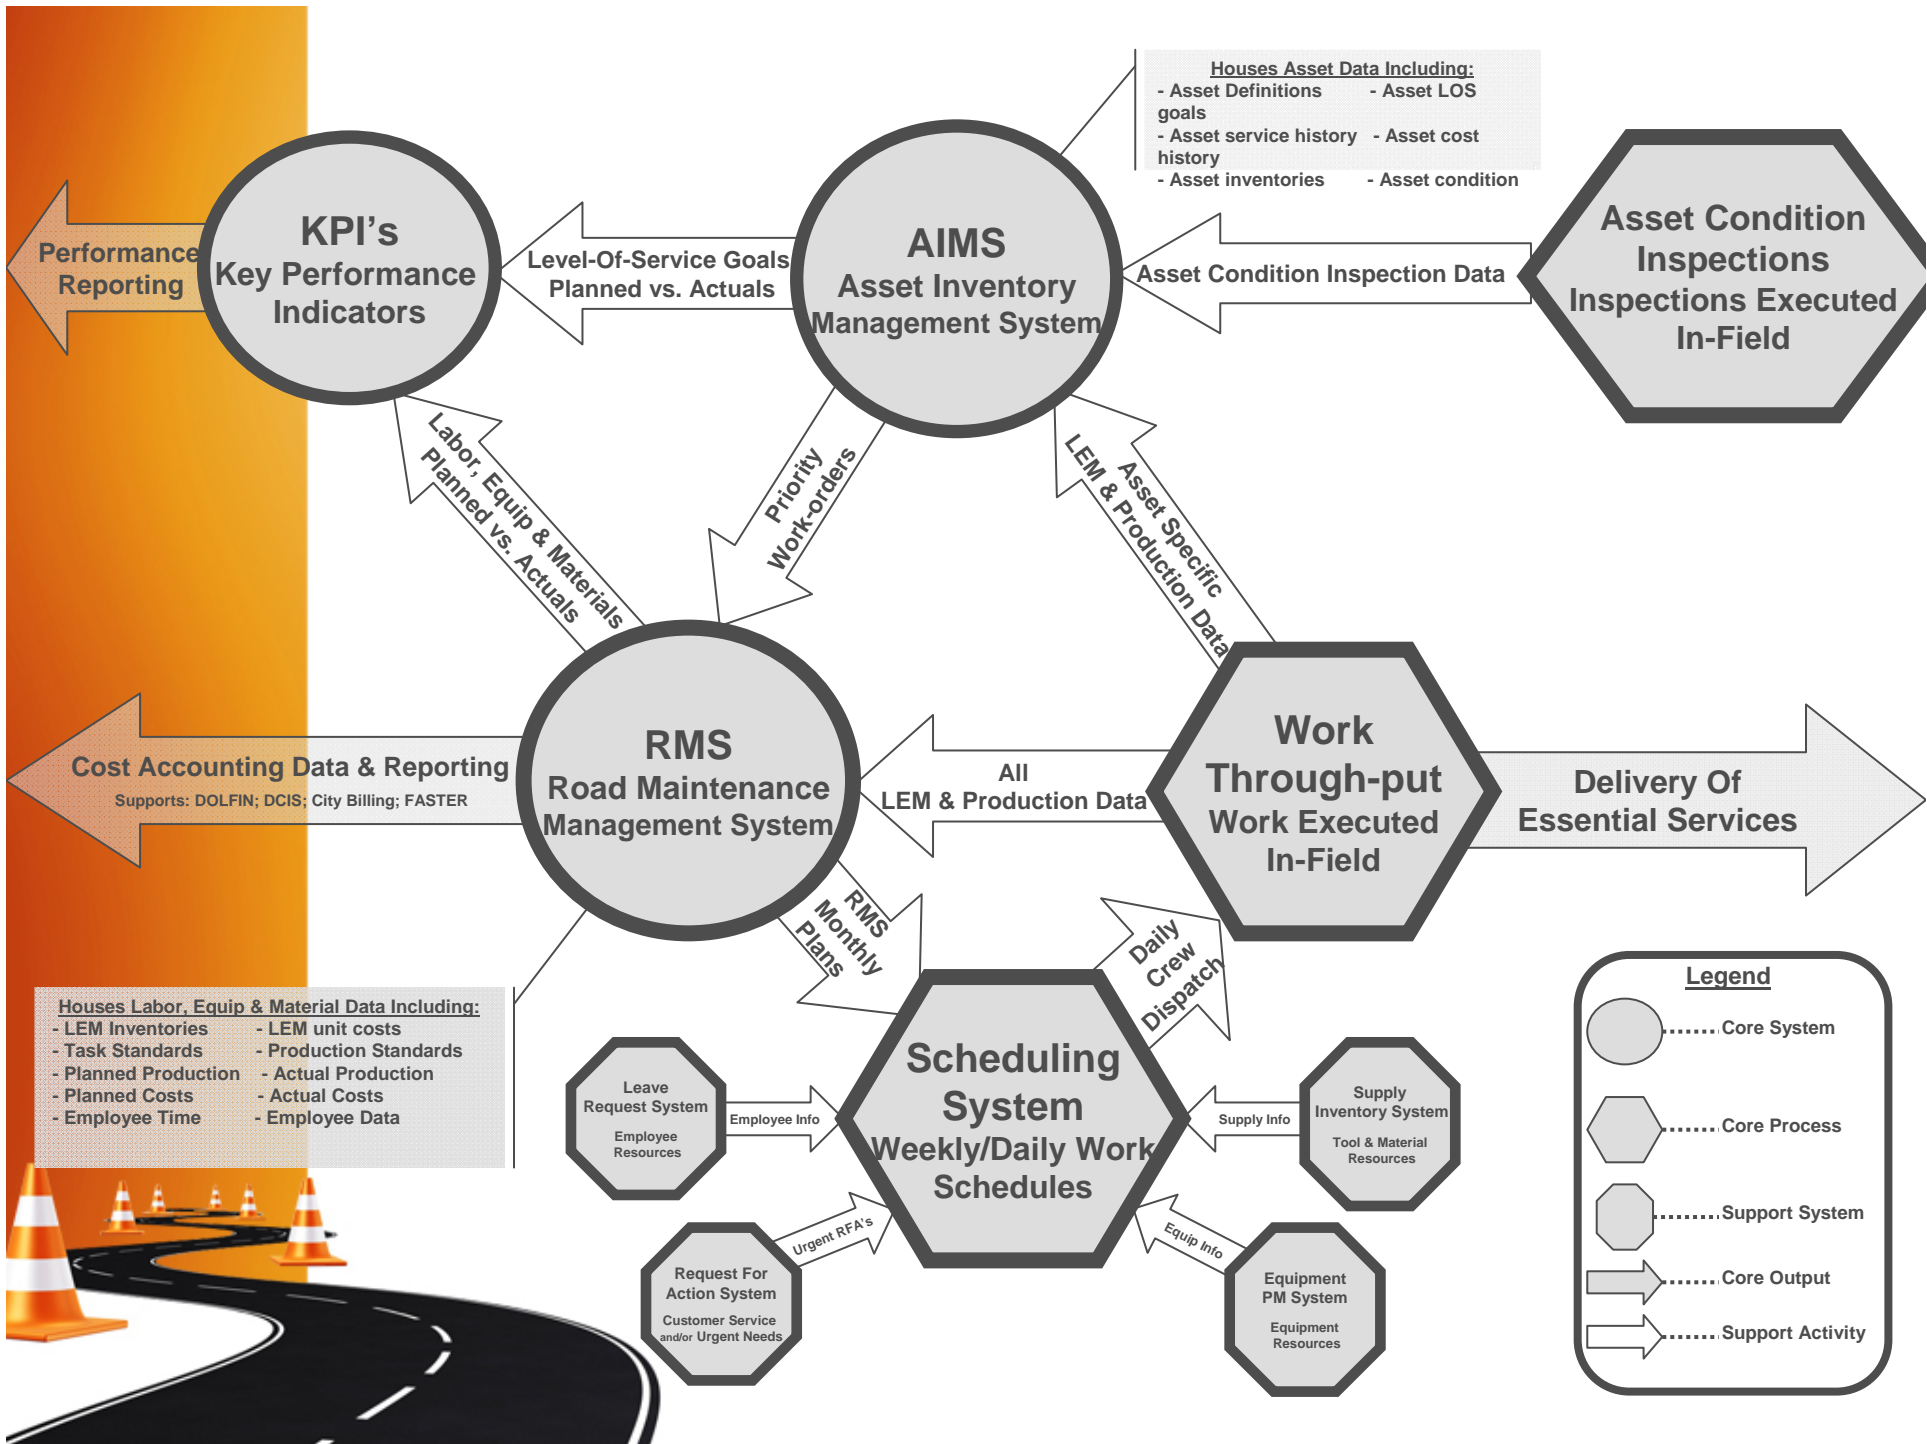 Houses Asset Data Including:
- Asset Definitions - Asset LOS
goals
- Asset service history - Asset cost
history
- Asset inventories - Asset condition
KPI's
Key Performance
Indicators
Performance
Reporting
Level-Of-Service Goals
Planned vs. Actuals
AIMS
Asset Inventory
Management System
Asset Condition Inspection Data
Asset Condition
Inspections
Inspections Executed
In-Field
Labor, Equip & Materials
Planned vs. Actuals
Priority
Work-orders
Asset Specific
LEM & Production Data
Cost Accounting Data & Reporting
Supports: DOLFIN; DCIS; City Billing; FASTER
RMS
Road Maintenance
Management System
All
LEM & Production Data
Work
Through-put
Work Executed
In-Field
Delivery Of
Essential Services
RMS
Monthly
Plans
Daily
Crew
Dispatch
Houses Labor, Equip & Material Data Including:
- LEM Inventories - LEM unit costs
- Task Standards - Production Standards
- Planned Production - Actual Production
- Planned Costs - Actual Costs
- Employee Time - Employee Data
Scheduling
System
Weekly/Daily Work
Schedules
Leave
Request System
Employee
Resources
Employee Info
Supply Info
Supply
Inventory System
Tool & Material
Resources
Urgent RFA's
Request For
Action System
Customer Service
and/or Urgent Needs
Equip Info
Equipment
PM System
Equipment
Resources
Legend
Core System
Core Process
Support System
Core Output
Support Activity